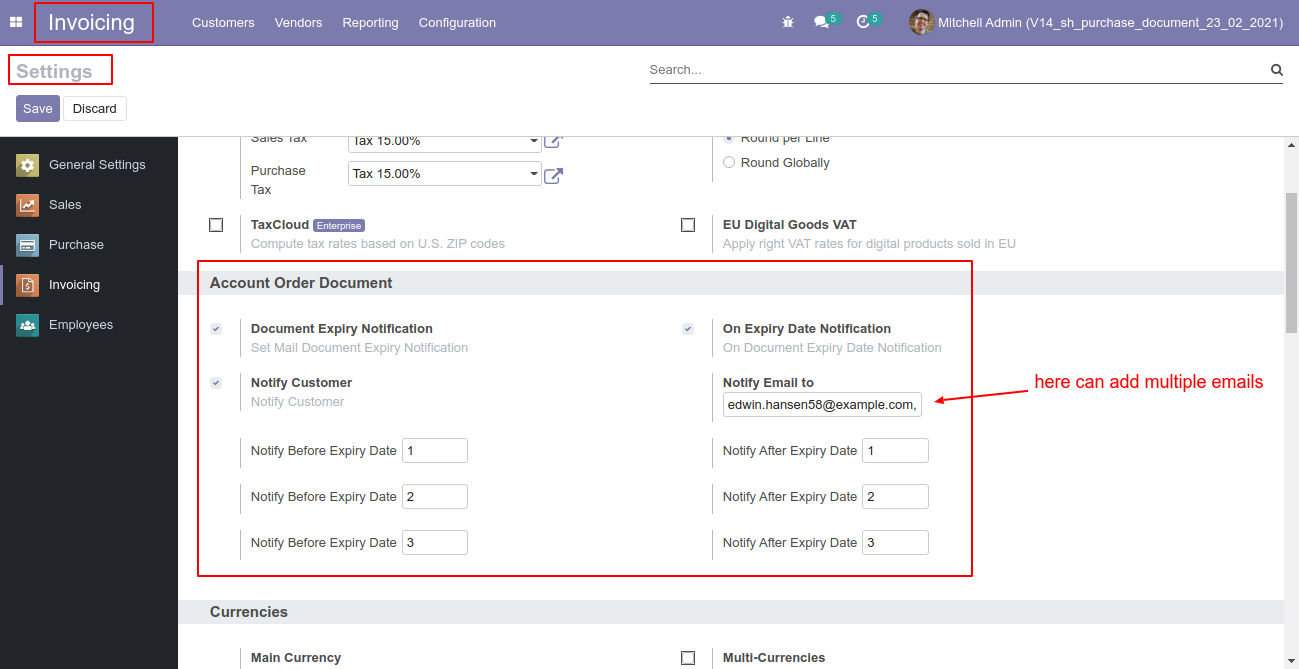 Invoicing
Customers Vendors Reporting Configuration
5 5 Mitchell Admin (V14_sh_purchase_document_23_02_2021)
Settings
Search...
Save Discard
General Settings
Sales
Purchase
Invoicing
Employees
Sales Tax Tax 15.00%
Round per Line
Purchase Tax Tax 15.00%
Round Globally
TaxCloud Enterprise
Compute tax rates based on U.S. ZIP codes
EU Digital Goods VAT
Apply right VAT rates for digital products sold in EU
Account Order Document
Document Expiry Notification
Set Mail Document Expiry Notification
On Expiry Date Notification
On Document Expiry Date Notification
Notify Customer
Notify Customer
Notify Email to
edwin.hansen58@example.com,
here can add multiple emails
Notify Before Expiry Date 1
Notify After Expiry Date 1
Notify Before Expiry Date 2
Notify After Expiry Date 2
Notify Before Expiry Date 3
Notify After Expiry Date 3
Currencies
Main Currency
Multi-Currencies